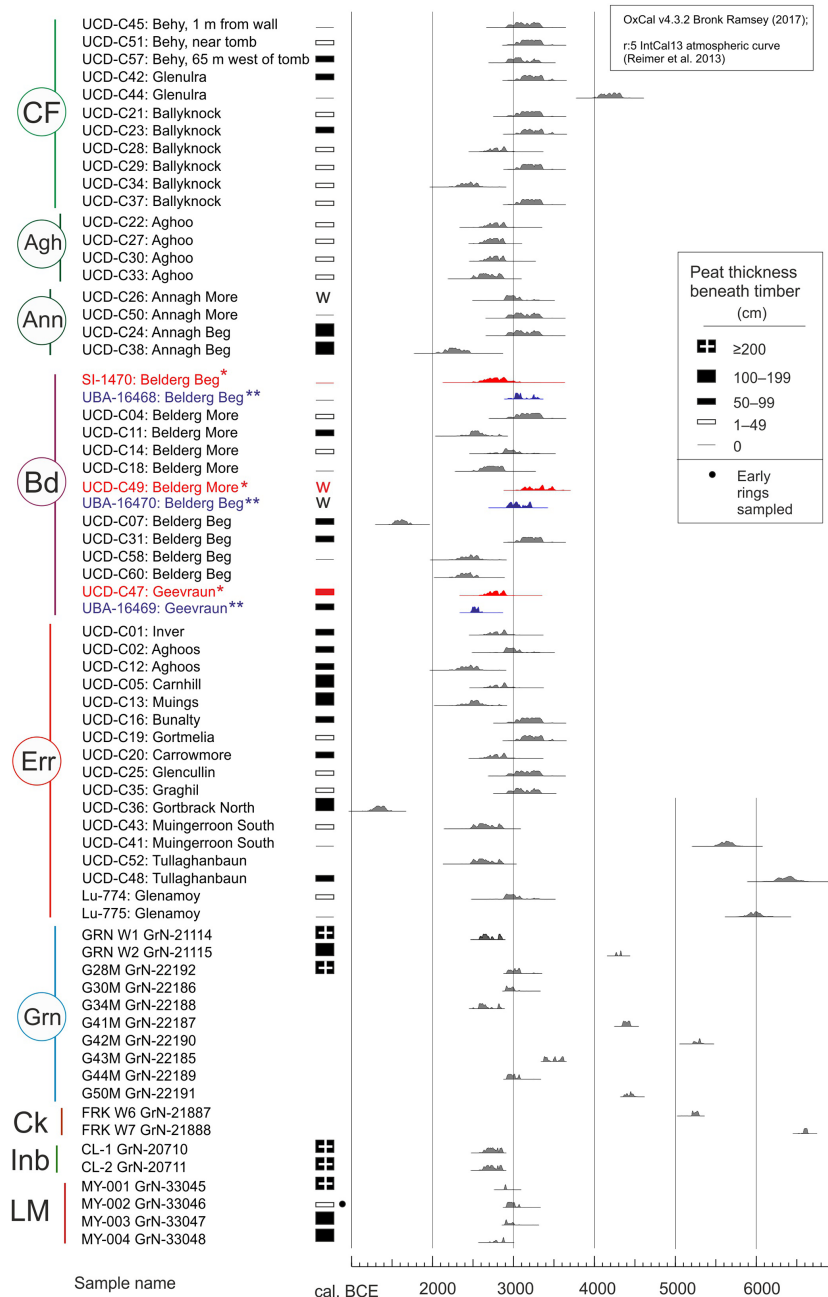 UCD-C45: Behy, 1 m from wall
UCD-C51: Behy, near tomb
UCD-C57: Behy, 65 m west of tomb
UCD-C42: Glenulra
UCD-C44: Glenulra
UCD-C21: Ballyknock
UCD-C23: Ballyknock
UCD-C28: Ballyknock
UCD-C29: Ballyknock
UCD-C34: Ballyknock
UCD-C37: Ballyknock
CF
UCD-C22: Aghoo
UCD-C27: Aghoo
UCD-C30: Aghoo
UCD-C33: Aghoo
Agh
UCD-C26: Annagh More W
UCD-C50: Annagh More
UCD-C24: Annagh Beg
UCD-C38: Annagh Beg
Ann
SI-1470: Belderg Beg*
UBA-16468: Belderg Beg**
UCD-C04: Belderg More
UCD-C11: Belderg More
UCD-C14: Belderg More
UCD-C18: Belderg More
UCD-C49: Belderg More* W
UBA-16470: Belderg Beg** W
UCD-C07: Belderg Beg
UCD-C31: Belderg Beg
UCD-C58: Belderg Beg
UCD-C60: Belderg Beg
UCD-C47: Geevraun*
UBA-16469: Geevraun**
Bd
UCD-C01: Inver
UCD-C02: Aghoos
UCD-C12: Aghoos
UCD-C05: Carnhill
UCD-C13: Muings
UCD-C16: Bunalty
UCD-C19: Gortmelia
UCD-C20: Carrowmore
UCD-C25: Glencullin
UCD-C35: Graghil
UCD-C36: Gortbrack North
UCD-C43: Muingerroon South
UCD-C41: Muingerroon South
UCD-C52: Tullaghanbaun
UCD-C48: Tullaghanbaun
Lu-774: Glenamoy
Lu-775: Glenamoy
Err
GRN W1 GrN-21114
GRN W2 GrN-21115
G28M GrN-22192
G30M GrN-22186
G34M GrN-22188
G41M GrN-22187
G42M GrN-22190
G43M GrN-22185
G44M GrN-22189
G50M GrN-22191
Grn
FRK W6 GrN-21887
FRK W7 GrN-21888
Ck
CL-1 GrN-20710
CL-2 GrN-20711
Inb
MY-001 GrN-33045
MY-002 GrN-33046
MY-003 GrN-33047
MY-004 GrN-33048
LM
OxCal v4.3.2 Bronk Ramsey (2017);
r:5 IntCal13 atmospheric curve
(Reimer et al. 2013)
Peat thickness
beneath timber
(cm)
≥200
100–199
50–99
1–49
0
Early
rings
sampled
Sample name
cal. BCE 2000 3000 4000 5000 6000